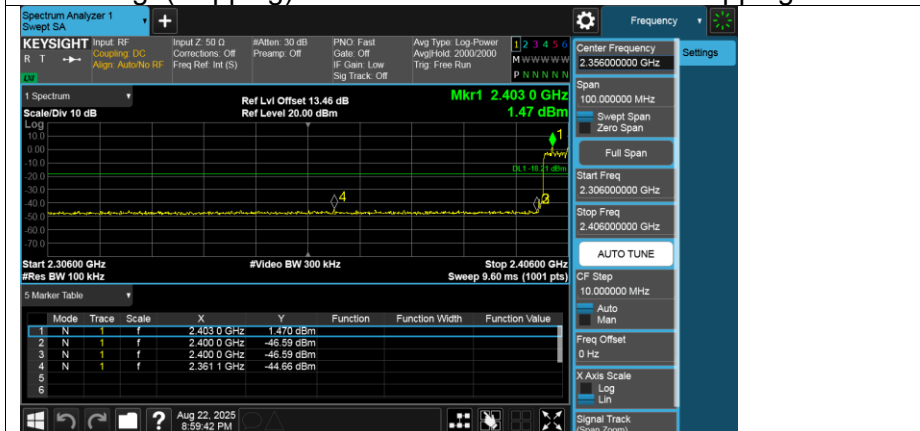 Spectrum Analyzer 1
Swept SA
KEYSIGHT
R T
LXI
Input: RF
Coupling: DC
Align: Auto/No RF
Input Z: 50 Ω
Corrections: Off
Freq Ref: Int (S)
#Atten: 30 dB
Preamp: Off
PNO: Fast
Gate: Off
IF Gain: Low
Sig Track: Off
Avg Type: Log-Power
Avg|Hold: 2000/2000
Trig: Free Run
1 2 3 4 5 6
M W W W W W
P N N N N N
1 Spectrum
Scale/Div 10 dB
Ref Lvl Offset 13.46 dB
Ref Level 20.00 dBm
Mkr1 2.403 0 GHz
1.47 dBm
Log
10.0
0.00
-10.0
-20.0
-30.0
-40.0
-50.0
-60.0
-70.0
1
DL1 -18.21 dBm
4
Start 2.30600 GHz
#Res BW 100 kHz
#Video BW 300 kHz
Stop 2.40600 GHz
Sweep 9.60 ms (1001 pts)
5 Marker Table
Mode Trace Scale X Y Function Function Width Function Value
1 N 1 f 2.403 0 GHz 1.470 dBm
2 N 1 f 2.400 0 GHz -46.59 dBm
3 N 1 f 2.400 0 GHz -46.59 dBm
4 N 1 f 2.361 1 GHz -44.66 dBm
5
6
?
Aug 22, 2025
8:59:42 PM
Frequency
Settings
Center Frequency
2.356000000 GHz
Span
100.000000 MHz
Swept Span
Zero Span
Full Span
Start Freq
2.306000000 GHz
Stop Freq
2.406000000 GHz
AUTO TUNE
CF Step
10.000000 MHz
Auto
Man
Freq Offset
0 Hz
X Axis Scale
Log
Lin
Signal Track
(Span Zoom)